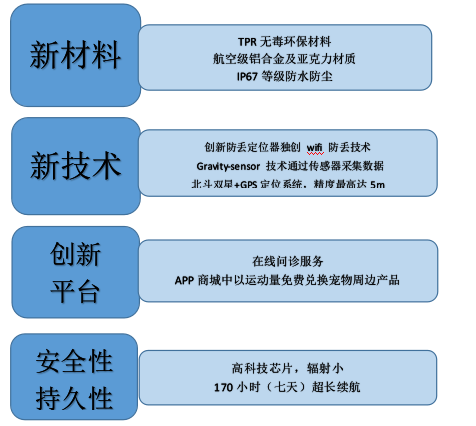 新材料
TPR 无毒环保材料
航空级铝合金及亚克力材质
IP67 等级防水防尘
新技术
创新防丢定位器独创 wifi 防丢技术
Gravity-sensor 技术通过传感器采集数据
北斗双星+GPS定位系统，精度最高达 5m
创新
平台
在线问诊服务
APP 商城中以运动量免费兑换宠物周边产品
安全性
持久性
高科技芯片，辐射小
170 小时（七天）超长续航